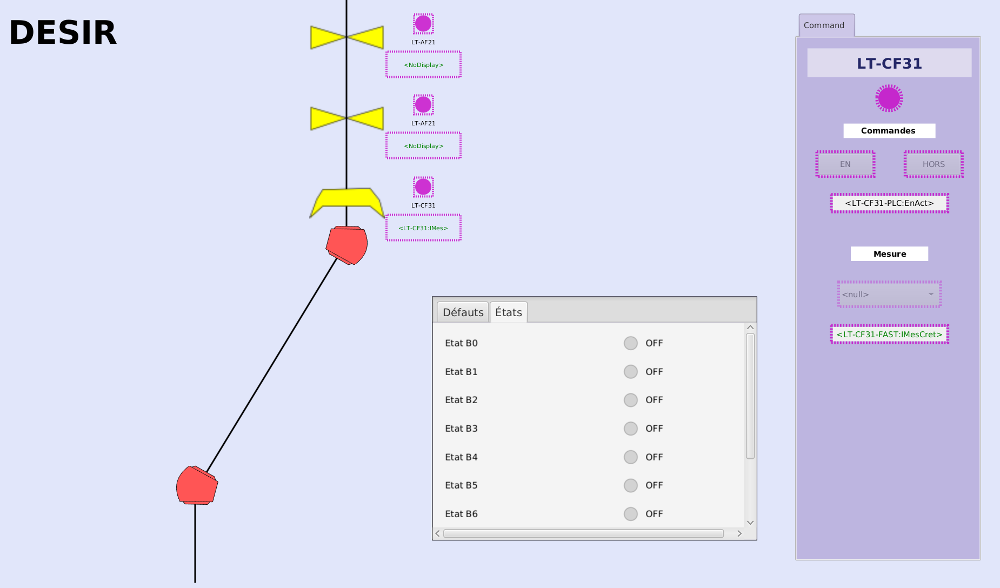 DESIR
LT-AF21
<NoDisplay>
LT-AF21
<NoDisplay>
LT-CF31
<LT-CF31:IMes>
Défauts
États
Etat B0 OFF
Etat B1 OFF
Etat B2 OFF
Etat B3 OFF
Etat B4 OFF
Etat B5 OFF
Etat B6 OFF
Command
LT-CF31
Commandes
EN
HORS
<LT-CF31-PLC:EnAct>
Mesure
<null>
<LT-CF31-FAST:IMesCret>